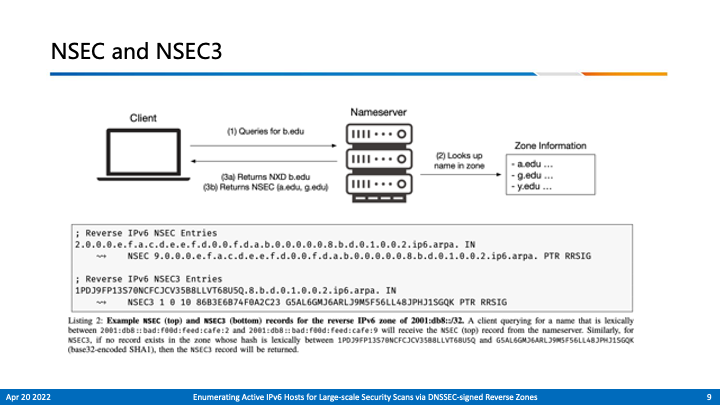 NSEC and NSEC3
Client
Nameserver
(1) Queries for b.edu
(2) Looks up
name in zone
(3a) Returns NXD b.edu
(3b) Returns NSEC (a.edu, g.edu)
Zone Information
- a.edu ...
- g.edu ...
- y.edu ...
; Reverse IPv6 NSEC Entries
2.0.0.0.e.f.a.c.d.e.e.f.d.0.0.f.d.a.b.0.0.0.0.0.8.b.d.0.1.0.0.2.ip6.arpa. IN
⇝ NSEC 9.0.0.0.e.f.a.c.d.e.e.f.d.0.0.f.d.a.b.0.0.0.0.0.8.b.d.0.1.0.0.2.ip6.arpa. PTR RRSIG
; Reverse IPv6 NSEC3 Entries
1PDJ9FP13S70NCFCJCV35B8LLVT68U5Q.8.b.d.0.1.0.0.2.ip6.arpa. IN
⇝ NSEC3 1 0 10 86B3E6B74F0A2C23 G5AL6GMJ6ARLJ9M5F56LL48JPHJ1SGQK PTR RRSIG
Listing 2: Example NSEC (top) and NSEC3 (bottom) records for the reverse IPv6 zone of 2001:db8::/32. A client querying for a name that is lexically
between 2001:db8::bad:f00d:feed:cafe:2 and 2001:db8::bad:f00d:feed:cafe:9 will receive the NSEC (top) record from the nameserver. Similarly, for
NSEC3, if no record exists in the zone whose hash is lexically between 1PDJ9FP13S70NCFCJCV35B8LLVT68U5Q and G5AL6GMJ6ARLJ9M5F56LL48JPHJ1SGQK
(base32-encoded SHA1), then the NSEC3 record will be returned.
Apr 20 2022
Enumerating Active IPv6 Hosts for Large-scale Security Scans via DNSSEC-signed Reverse Zones
9